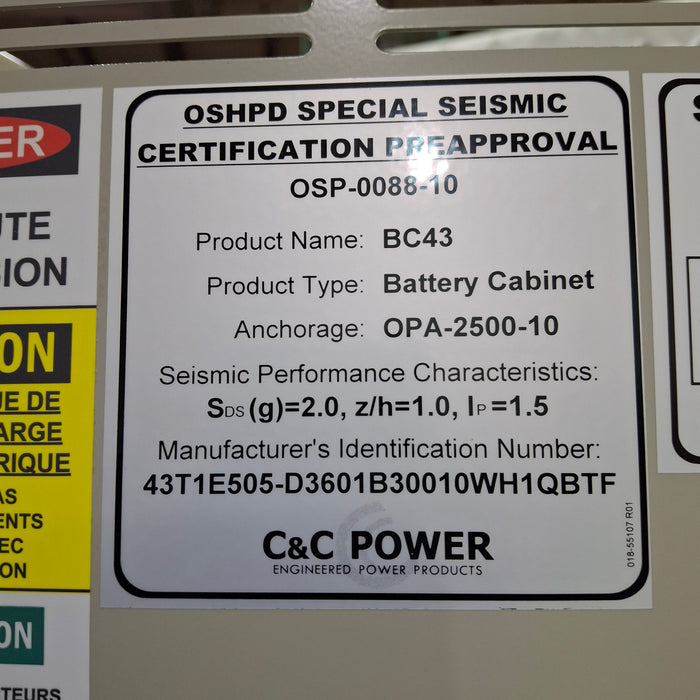 OSHPD SPECIAL SEISMIC
CERTIFICATION PREAPPROVAL
OSP-0088-10
Product Name: BC43
Product Type: Battery Cabinet
Anchorage: OPA-2500-10
Seismic Performance Characteristics:
SDS (g)=2.0, z/h=1.0, IP =1.5
Manufacturer's Identification Number:
43T1E505-D3601B30010WH1QBTF
C&C POWER
ENGINEERED POWER PRODUCTS
018-55107 R01
ER
UTE
SION
ON
UE DE
ARGE
RIQUE
AS
ENTS
EC
ON
ON
TEURS
S